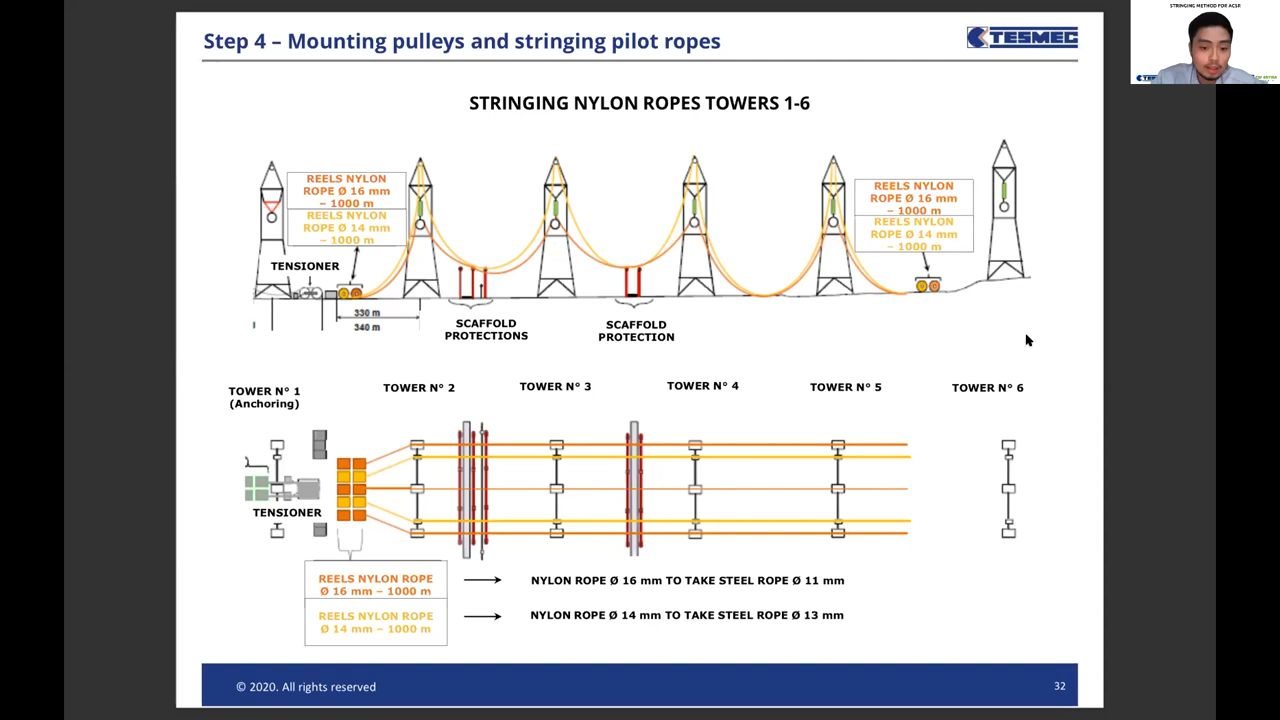 STRINGING METHOD FOR ACSR
Step 4 – Mounting pulleys and stringing pilot ropes
TESMEC
STRINGING NYLON ROPES TOWERS 1-6
REELS NYLON
ROPE Ø 16 mm
– 1000 m
REELS NYLON
ROPE Ø 14 mm
– 1000 m
REELS NYLON
ROPE Ø 16 mm
– 1000 m
REELS NYLON
ROPE Ø 14 mm
– 1000 m
TENSIONER
330 m
340 m
SCAFFOLD
PROTECTIONS
SCAFFOLD
PROTECTION
TOWER N° 1
(Anchoring)
TOWER N° 2
TOWER N° 3
TOWER N° 4
TOWER N° 5
TOWER N° 6
TENSIONER
REELS NYLON ROPE
Ø 16 mm – 1000 m
NYLON ROPE Ø 16 mm TO TAKE STEEL ROPE Ø 11 mm
REELS NYLON ROPE
Ø 14 mm – 1000 m
NYLON ROPE Ø 14 mm TO TAKE STEEL ROPE Ø 13 mm
© 2020. All rights reserved
32